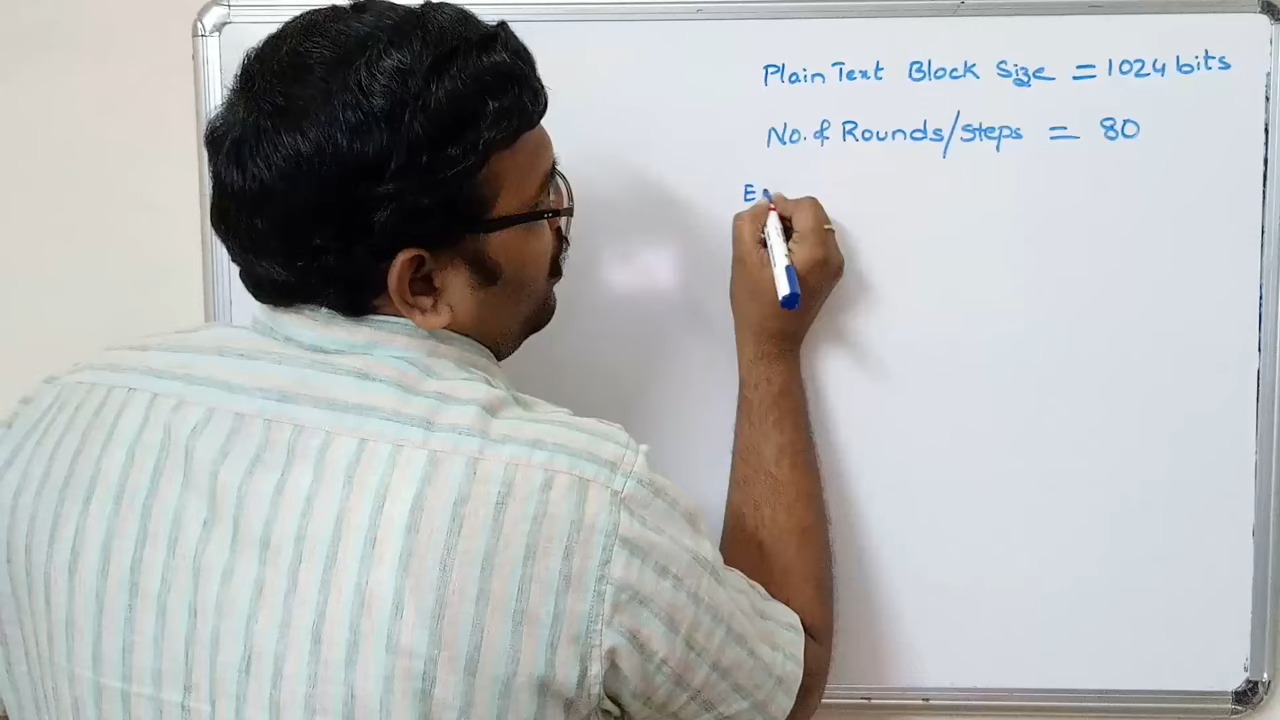 Plain Text Block Size = 1024 bits
No. of Rounds/steps = 80
E